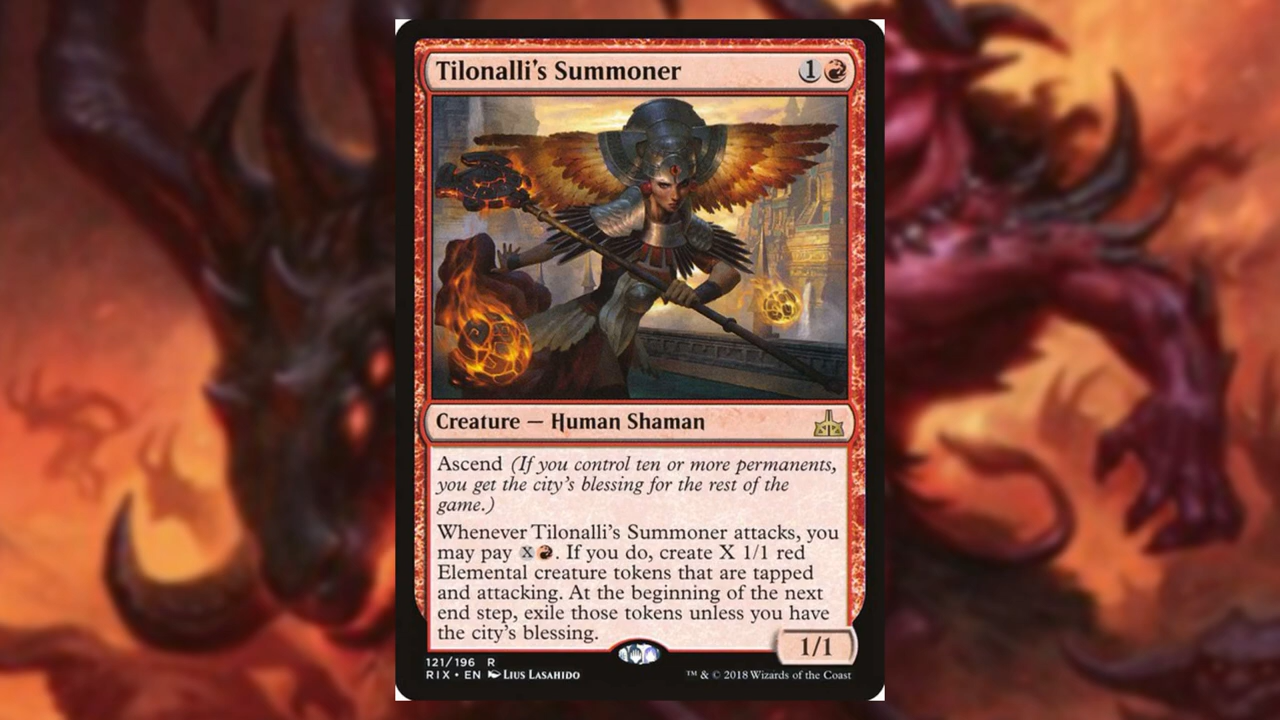 Tilonalli's Summoner 1
Creature — Human Shaman
Ascend (If you control ten or more permanents,
you get the city's blessing for the rest of the
game.)
Whenever Tilonalli's Summoner attacks, you
may pay X. If you do, create X 1/1 red
Elemental creature tokens that are tapped
and attacking. At the beginning of the next
end step, exile those tokens unless you have
the city's blessing.
1/1
121/196 R
RIX • EN Lius Lasahido
™ & © 2018 Wizards of the Coast